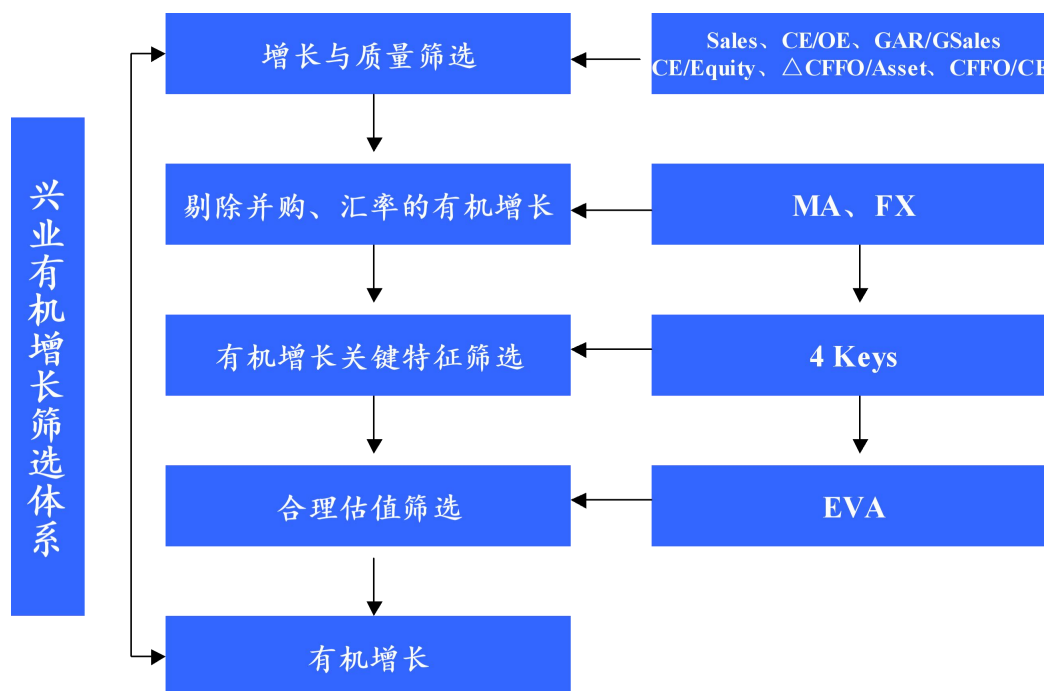 增长与质量筛选
Sales、CE/OE、GAR/GSales
CE/Equity、△CFFO/Asset、CFFO/CE
兴业有机增长筛选体系
剔除并购、汇率的有机增长
MA、FX
有机增长关键特征筛选
4 Keys
合理估值筛选
EVA
有机增长